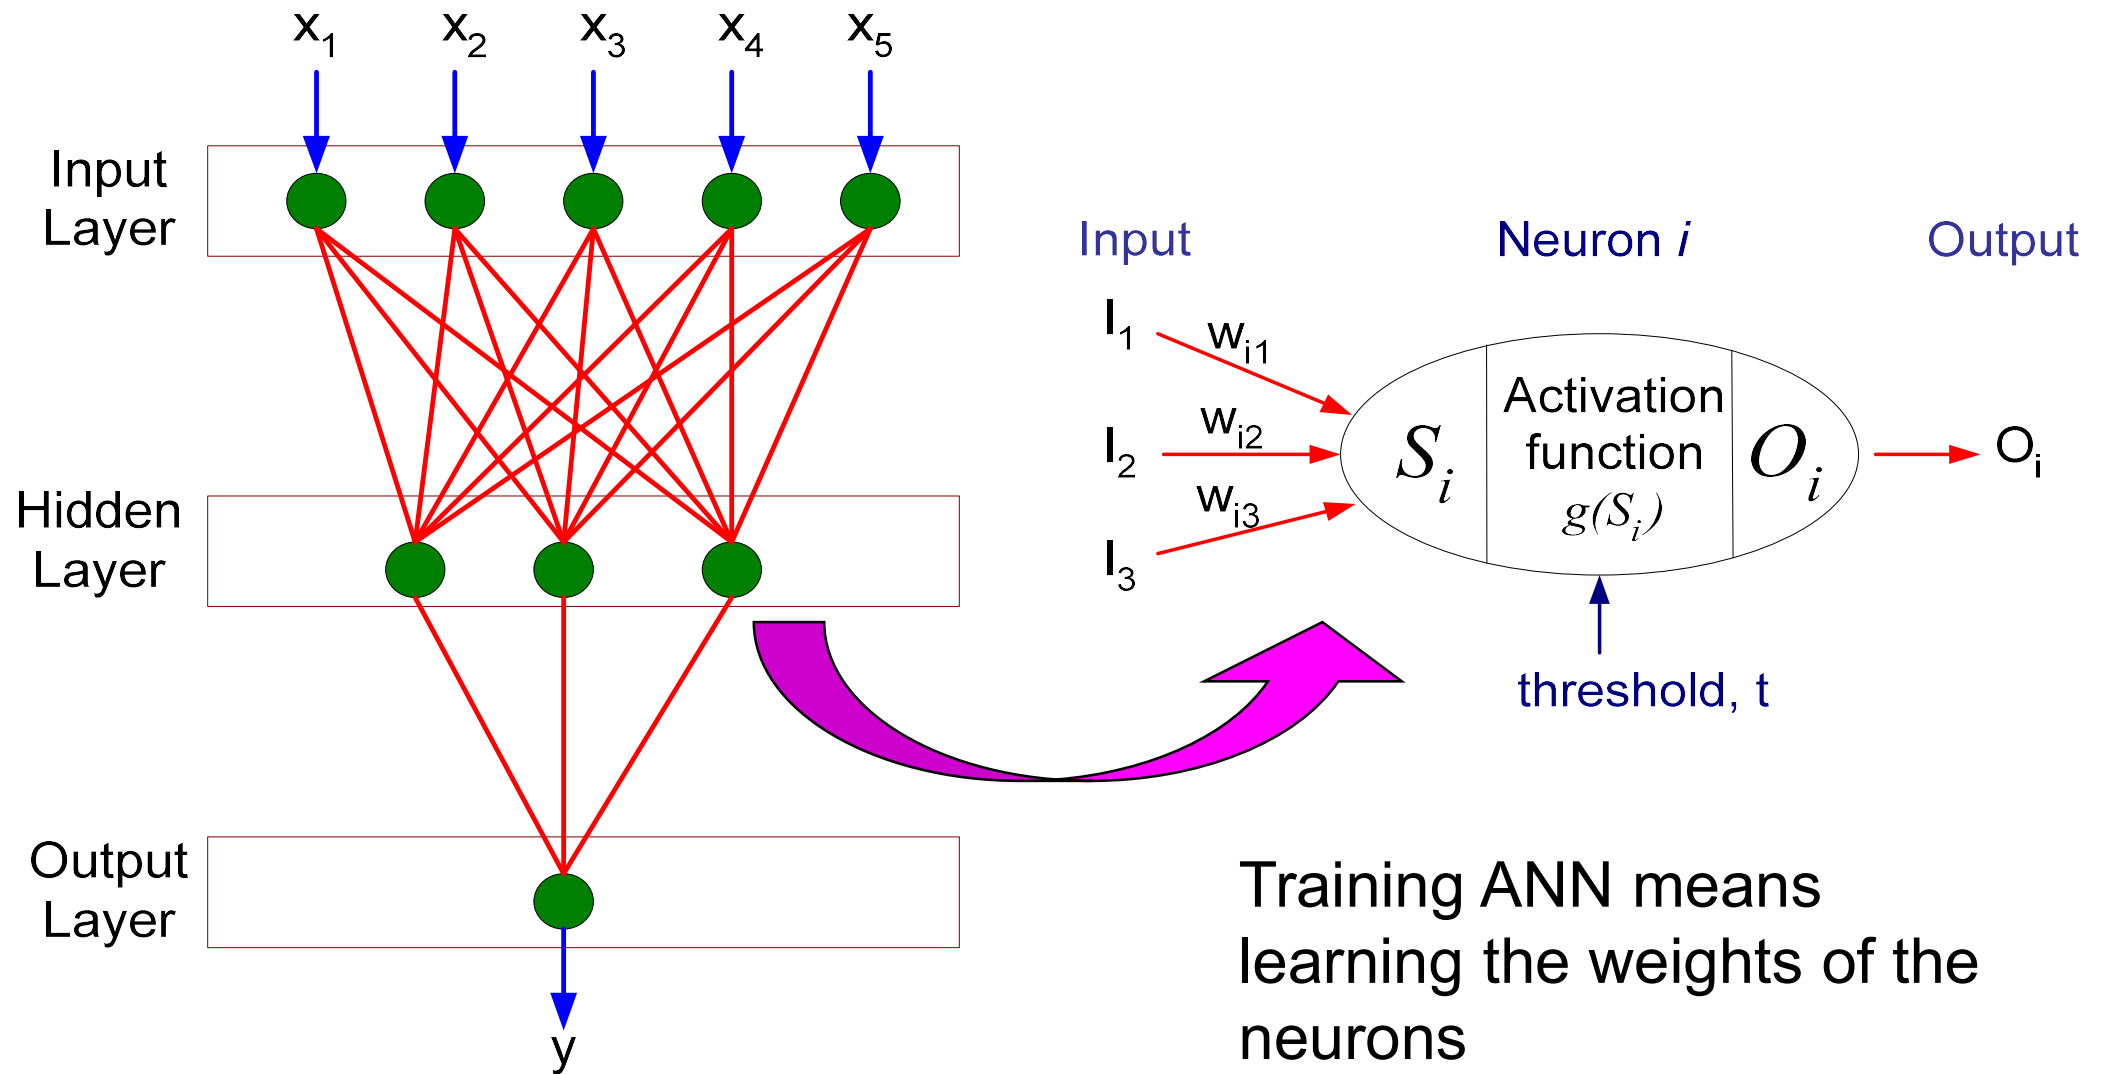 x1 x2 x3 x4 x5
Input
Layer
Hidden
Layer
Output
Layer
y
Input
Neuron i
Output
I1
wi1
I2
wi2
I3
wi3
Si
Activation
function
g(Si)
Oi
Oi
threshold, t
Training ANN means
learning the weights of the
neurons